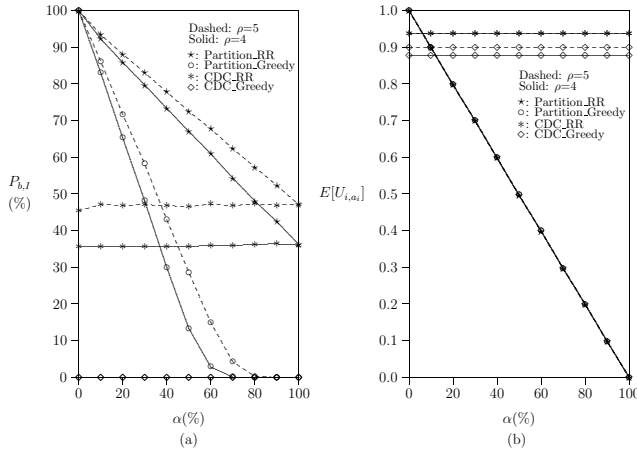 100
90
80
70
60
50
40
30
20
10
0
P_{b,I}
(%)
Dashed: ρ=5
Solid: ρ=4
★: Partition_RR
○: Partition_Greedy
∗: CDC_RR
◇: CDC_Greedy
0 20 40 60 80 100
α(%)
(a)
1.0
0.9
0.8
0.7
0.6
0.5
0.4
0.3
0.2
0.1
0.0
E[U_{i,a_i}]
Dashed: ρ=5
Solid: ρ=4
★: Partition_RR
○: Partition_Greedy
∗: CDC_RR
◇: CDC_Greedy
0 20 40 60 80 100
α(%)
(b)